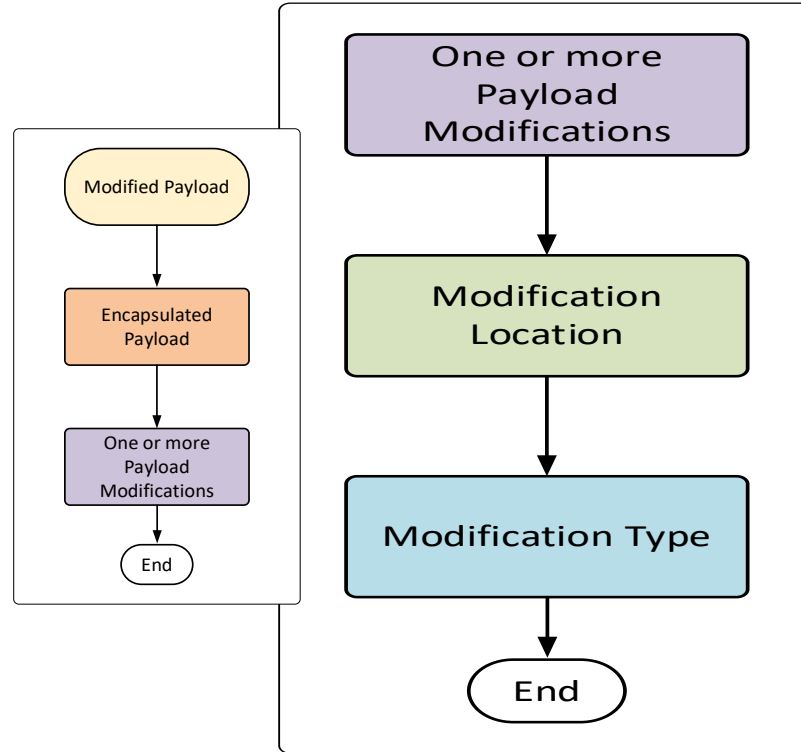 Modified Payload
Encapsulated
Payload
One or more
Payload
Modifications
End
One or more
Payload
Modifications
Modification
Location
Modification Type
End